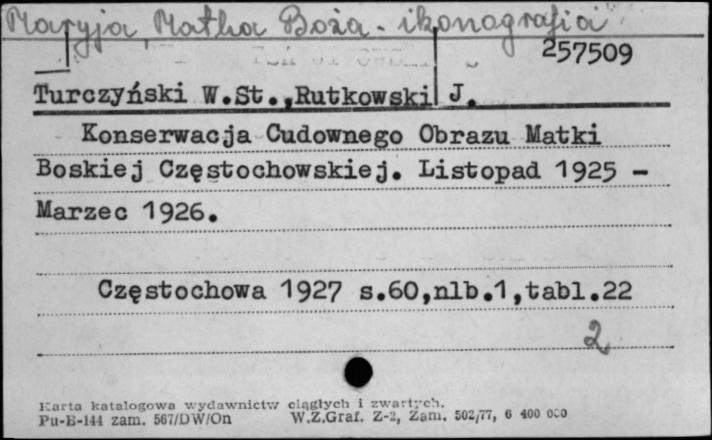 Maryja, Matka Boża - ikonografia
257509
Turczyński W.St.,Rutkowski J.
Konserwacja Cudownego Obrazu Matki
Boskiej Częstochowskiej. Listopad 1925 -
Marzec 1926.
Częstochowa 1927 s.60,nlb.1,tabl.22
2
Karta katalogowa wydawnictw ciągłych i zwartych.
Pu-B-144 zam. 567/DW/On W.Z.Graf. Z-2, Zam. 502/77, 6 400 000